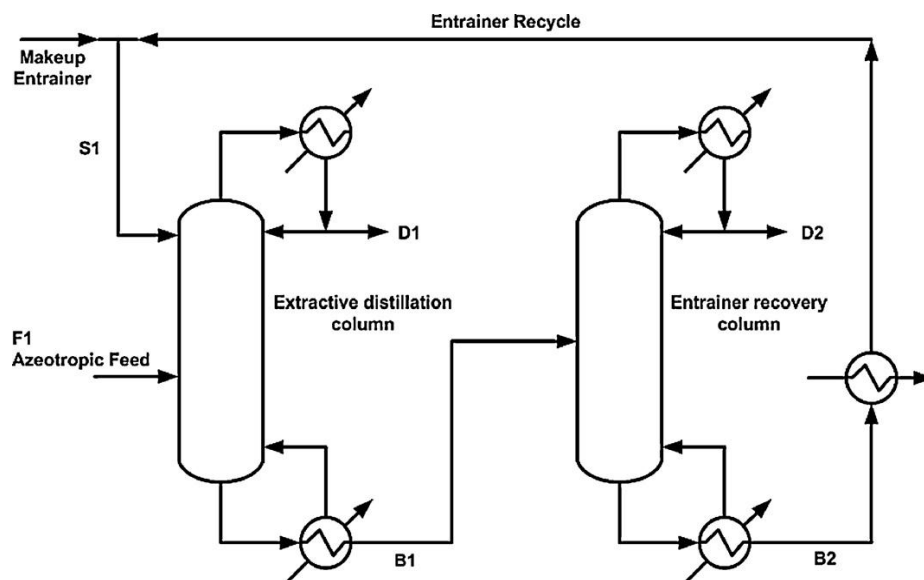 Entrainer Recycle
Makeup
Entrainer
S1
D1
D2
Extractive distillation
column
Entrainer recovery
column
F1
Azeotropic Feed
B1
B2